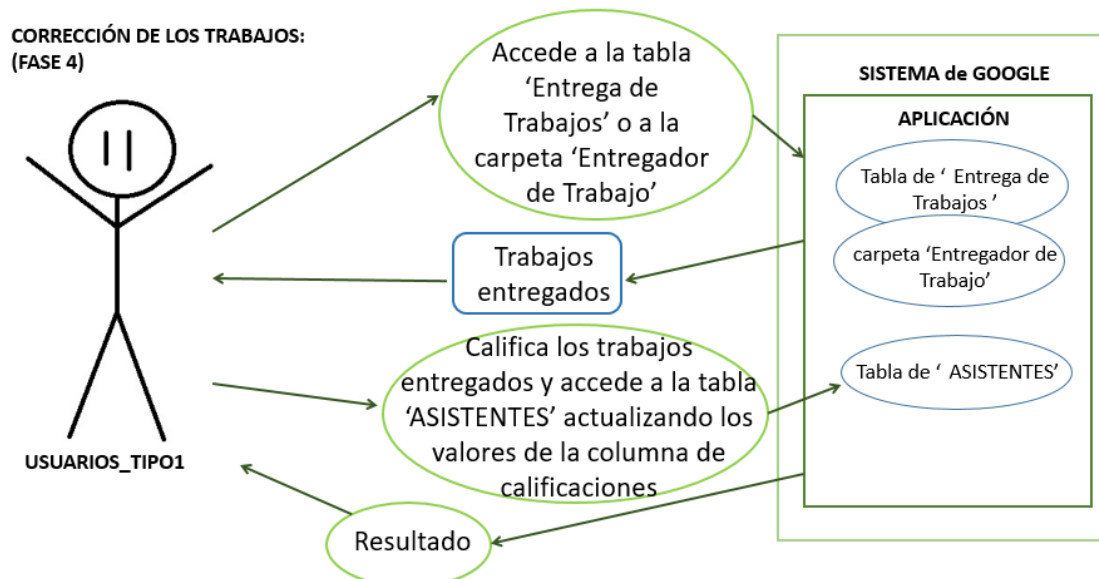 CORRECCIÓN DE LOS TRABAJOS:
(FASE 4)
Accede a la tabla
‘Entrega de
Trabajos’ o a la
carpeta ‘Entregador
de Trabajo’
SISTEMA de GOOGLE
APLICACIÓN
Tabla de ‘ Entrega de
Trabajos ’
carpeta ‘Entregador de
Trabajo’
Trabajos
entregados
Califica los trabajos
entregados y accede a la tabla
‘ASISTENTES’ actualizando los
valores de la columna de
calificaciones
Tabla de ‘ ASISTENTES’
USUARIOS_TIPO1
Resultado